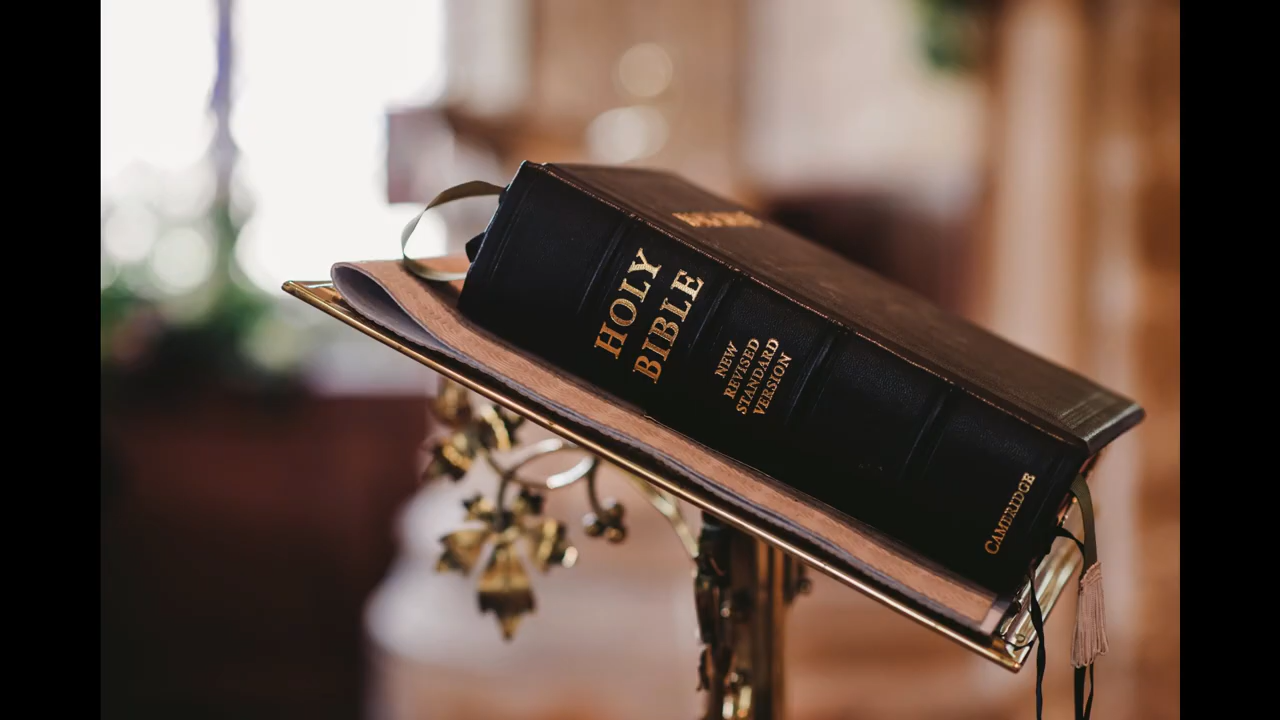 HOLY
BIBLE
NEW
REVISED
STANDARD
VERSION
CAMBRIDGE